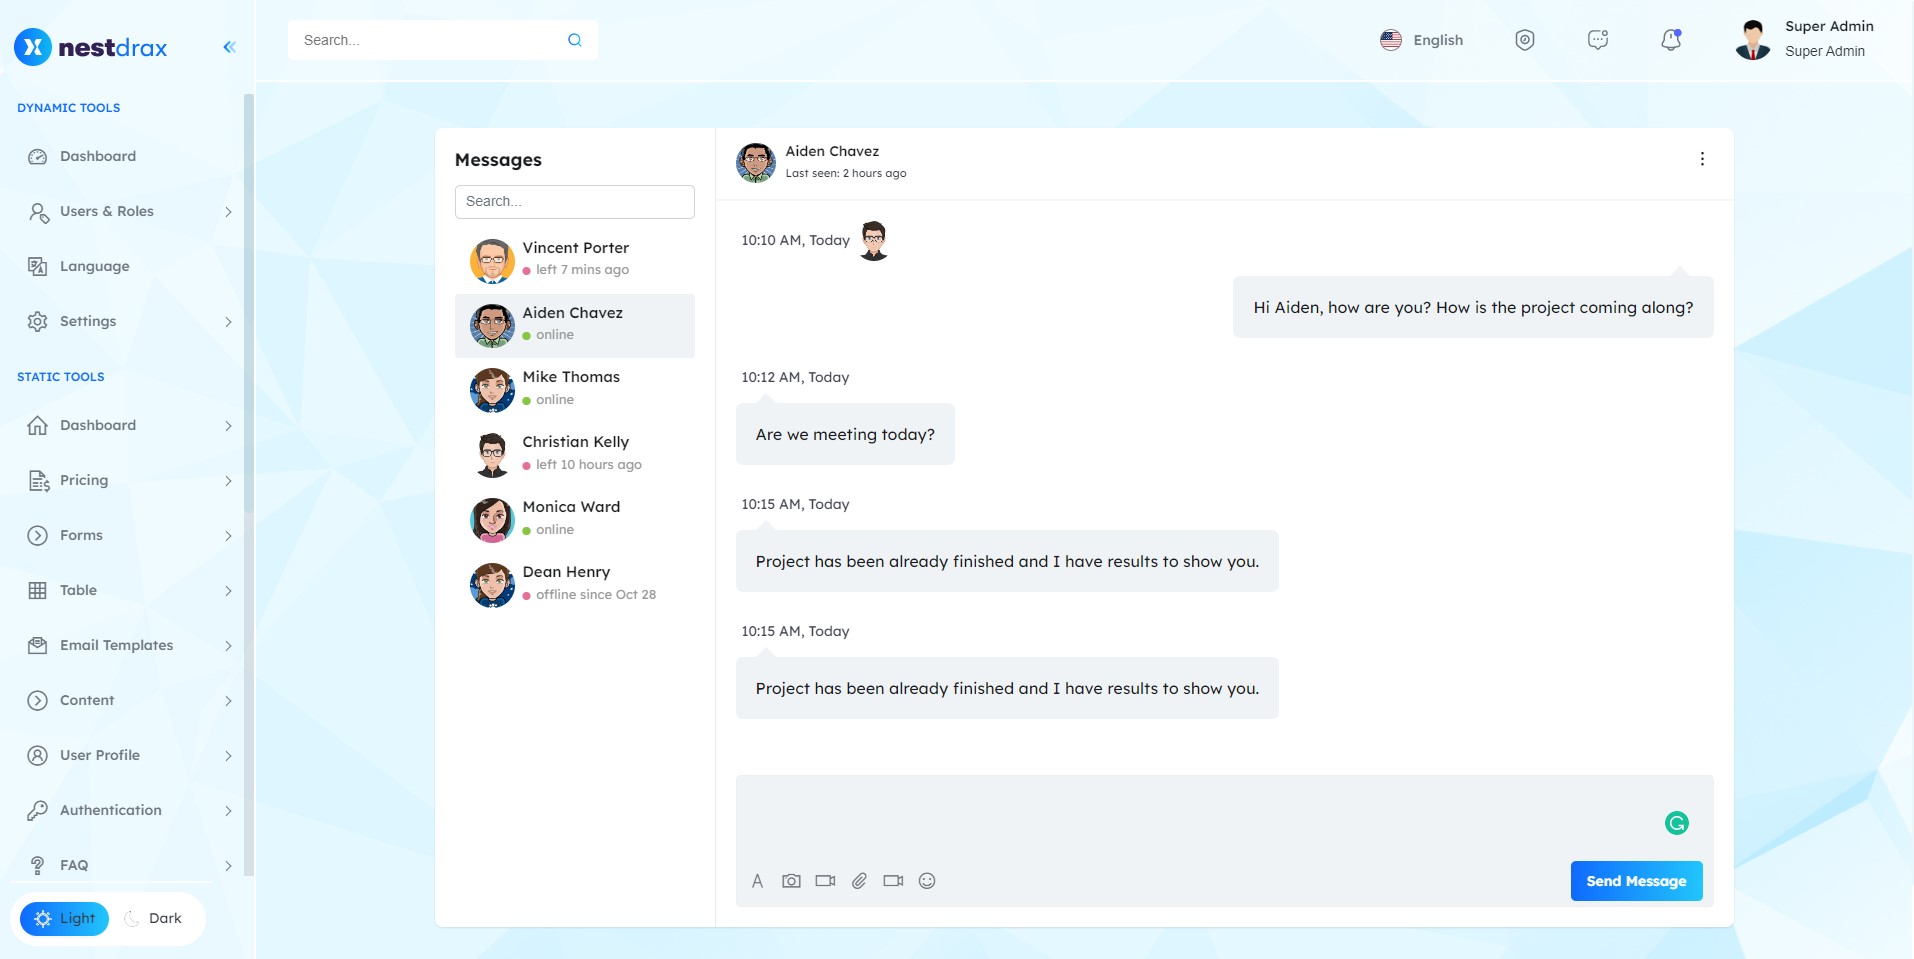 nestdrax
Search...
English
Super Admin
Super Admin
DYNAMIC TOOLS
Dashboard
Users & Roles
Language
Settings
STATIC TOOLS
Dashboard
Pricing
Forms
Table
Email Templates
Content
User Profile
Authentication
FAQ
Light
Dark
Messages
Search...
Vincent Porter
left 7 mins ago
Aiden Chavez
online
Mike Thomas
online
Christian Kelly
left 10 hours ago
Monica Ward
online
Dean Henry
offline since Oct 28
Aiden Chavez
Last seen: 2 hours ago
10:10 AM, Today
Hi Aiden, how are you? How is the project coming along?
10:12 AM, Today
Are we meeting today?
10:15 AM, Today
Project has been already finished and I have results to show you.
10:15 AM, Today
Project has been already finished and I have results to show you.
Send Message